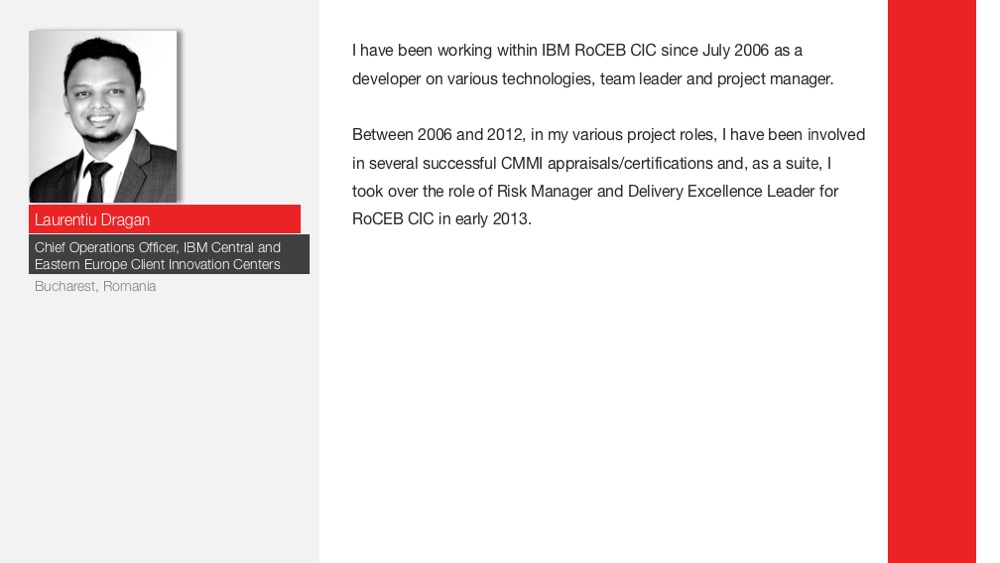 Laurentiu Dragan
Chief Operations Officer, IBM Central and
Eastern Europe Client Innovation Centers
Bucharest, Romania
I have been working within IBM RoCEB CIC since July 2006 as a
developer on various technologies, team leader and project manager.
Between 2006 and 2012, in my various project roles, I have been involved
in several successful CMMI appraisals/certifications and, as a suite, I
took over the role of Risk Manager and Delivery Excellence Leader for
RoCEB CIC in early 2013.